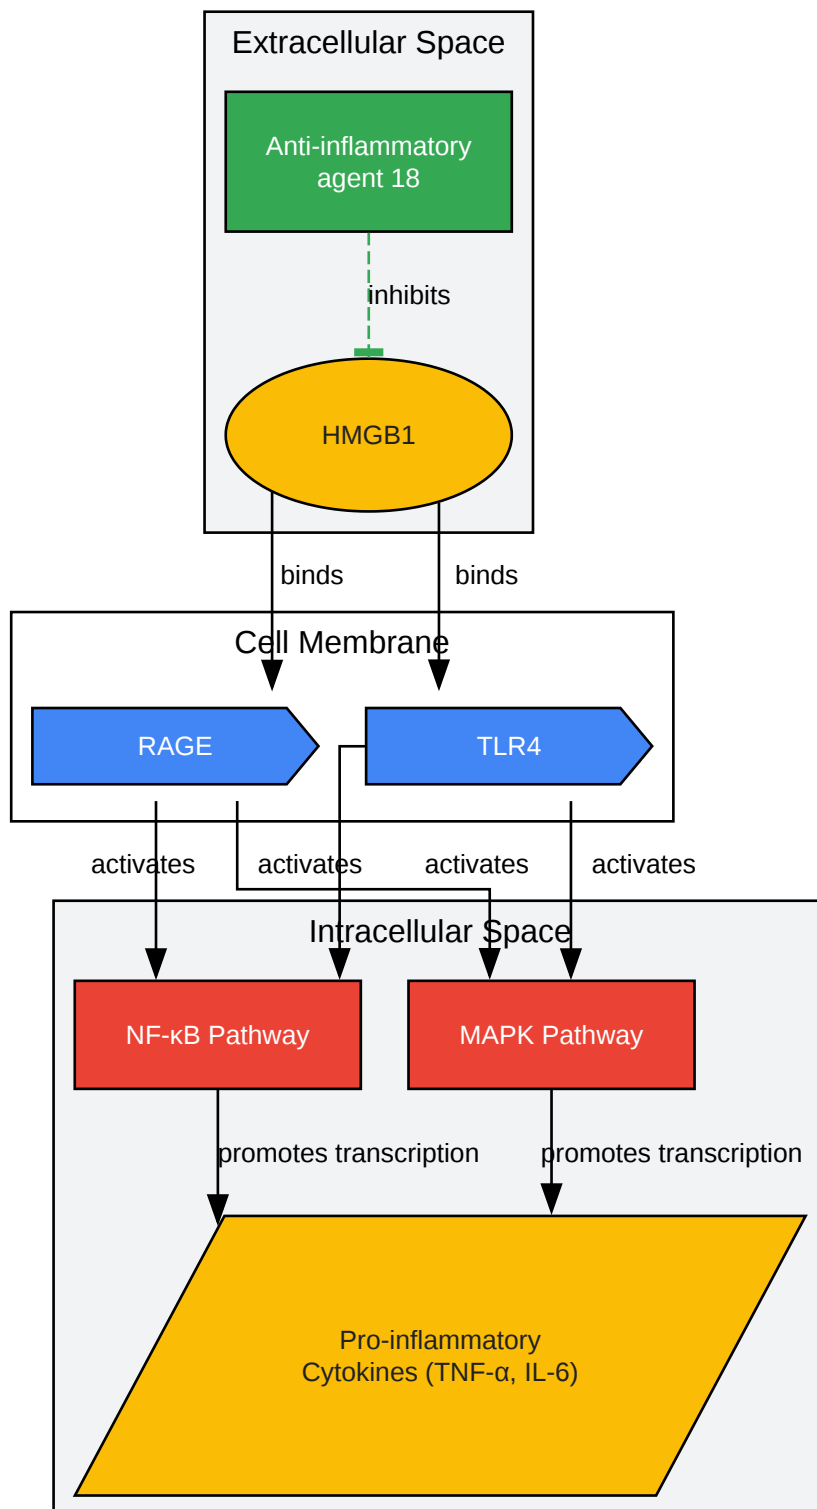 Extracellular Space
Anti-inflammatory
agent 18
inhibits
HMGB1
binds
binds
Cell Membrane
RAGE
TLR4
activates
activates
activates
activates
Intracellular Space
NF-κB Pathway
MAPK Pathway
promotes transcription
promotes transcription
Pro-inflammatory
Cytokines (TNF-α, IL-6)